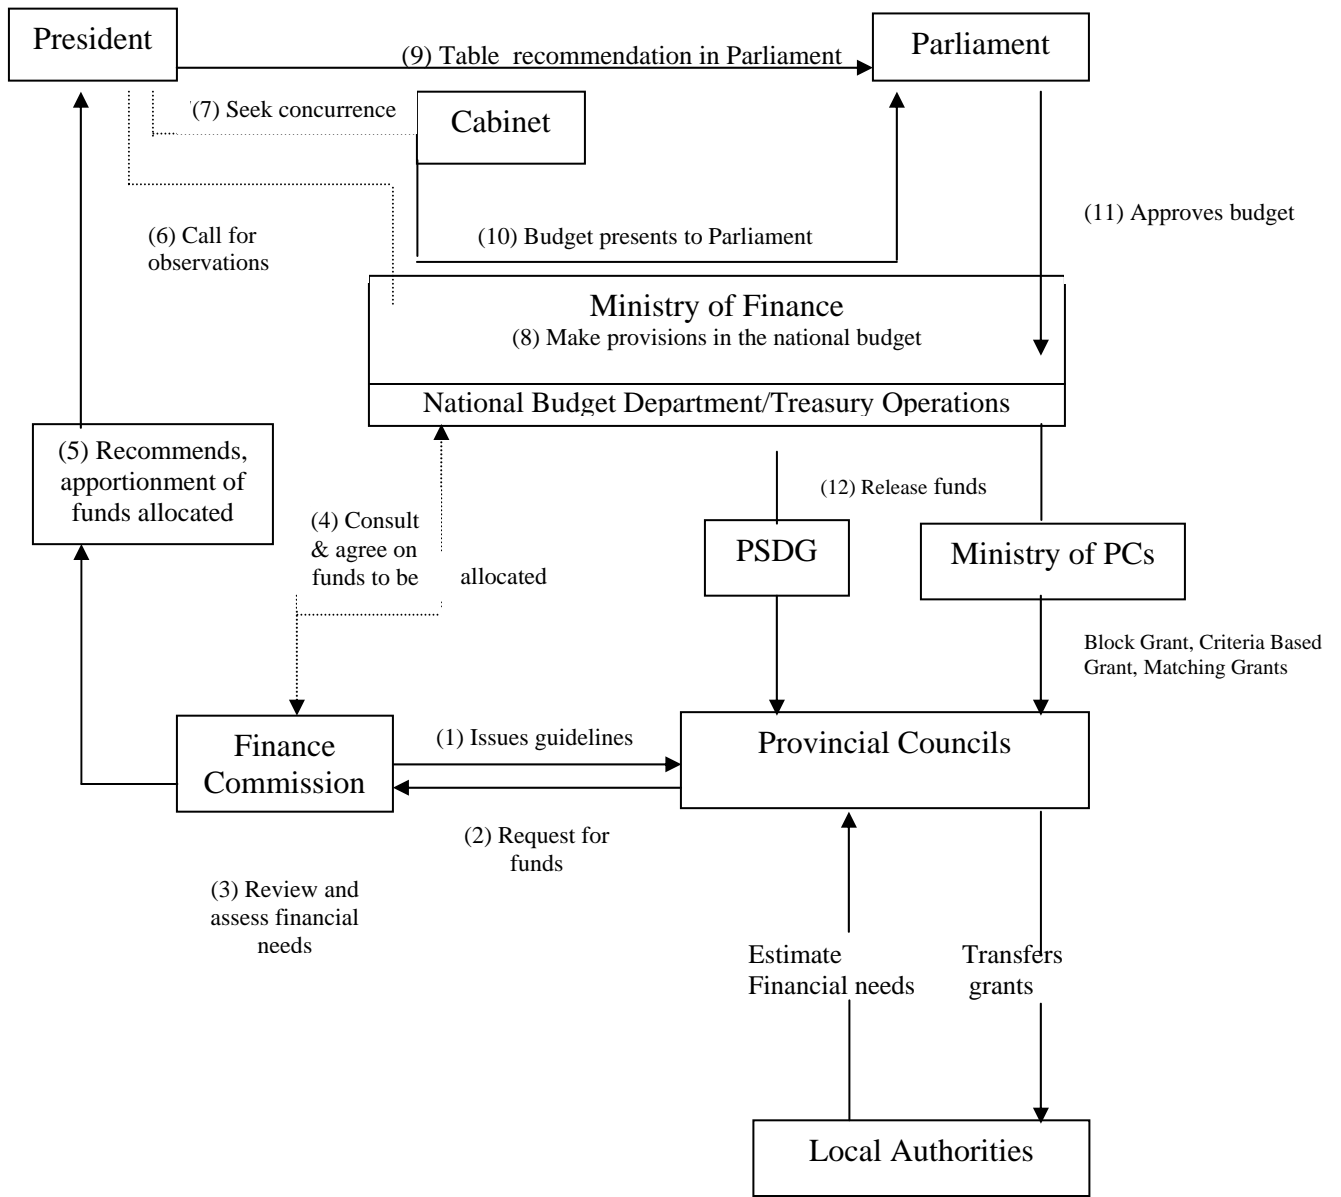 President
(9) Table recommendation in Parliament
Parliament
(7) Seek concurrence
Cabinet
(6) Call for
observations
(10) Budget presents to Parliament
(11) Approves budget
Ministry of Finance
(8) Make provisions in the national budget
National Budget Department/Treasury Operations
(5) Recommends,
apportionment of
funds allocated
(4) Consult
& agree on
funds to be allocated
(12) Release funds
PSDG
Ministry of PCs
Block Grant, Criteria Based
Grant, Matching Grants
Finance
Commission
(1) Issues guidelines
Provincial Councils
(2) Request for
funds
(3) Review and
assess financial
needs
Estimate
Financial needs
Transfers
grants
Local Authorities